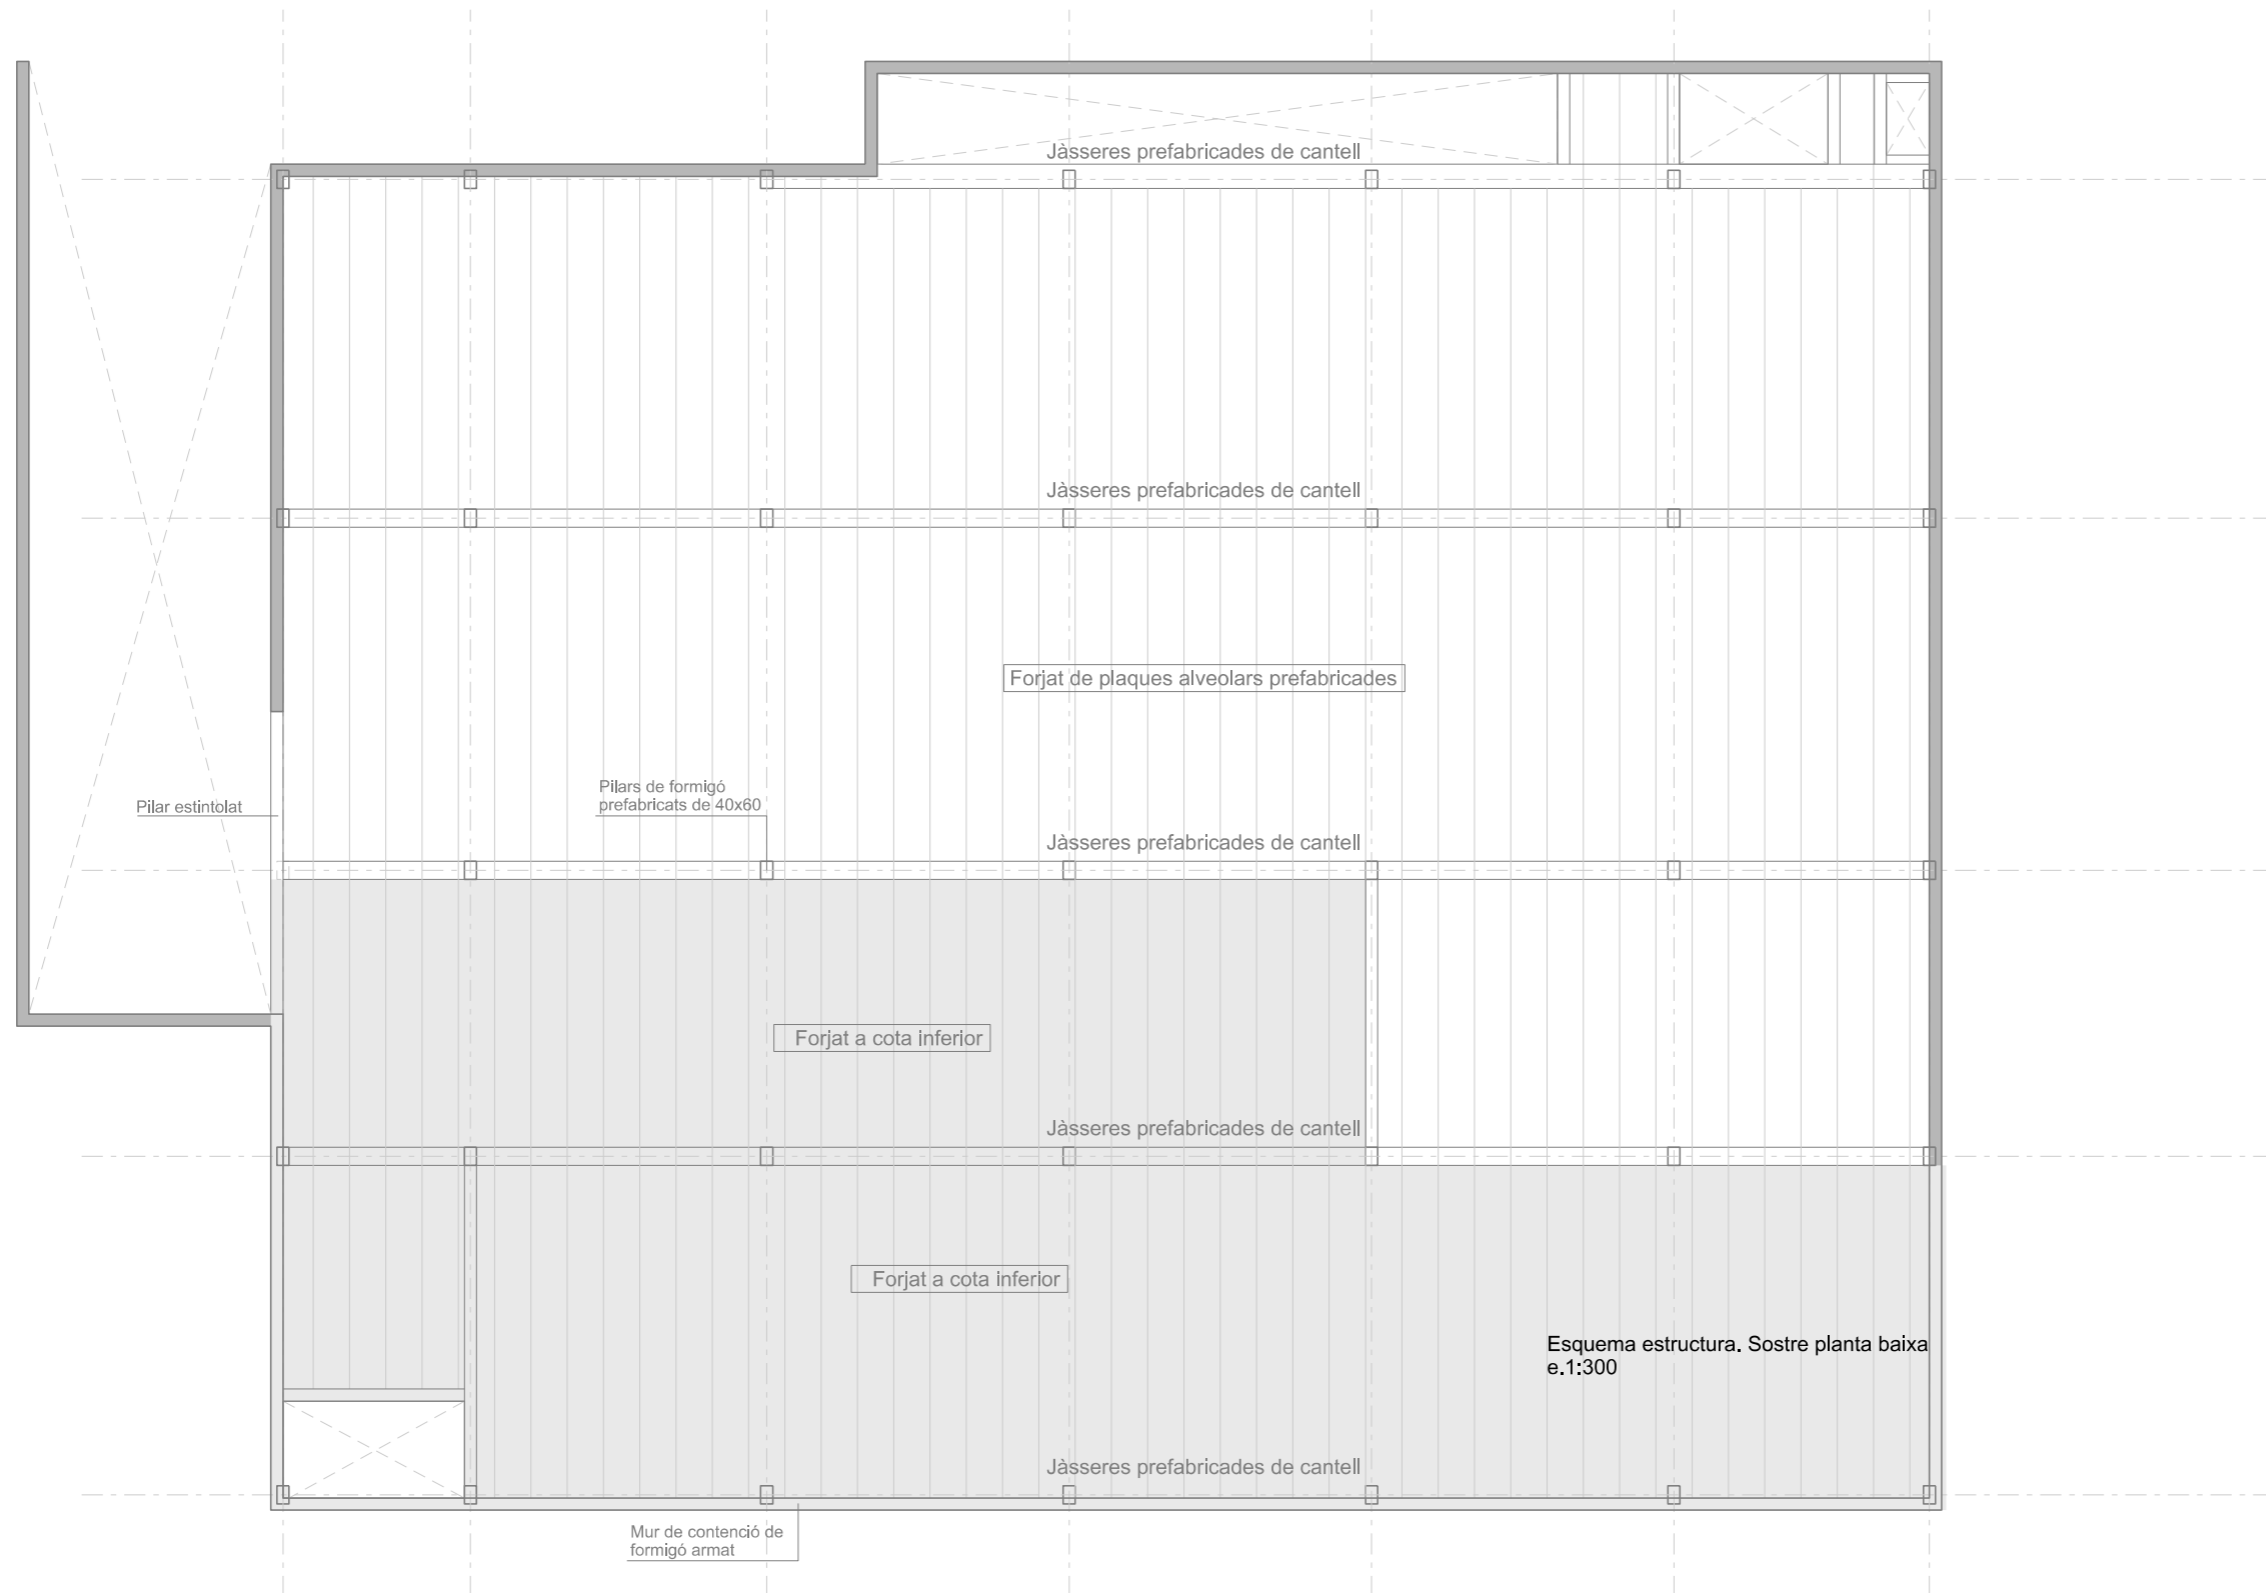 Jàsseres prefabricades de cantell
Jàsseres prefabricades de cantell
Forjat de plaques alveolars prefabricades
Pilars de formigó
prefabricats de 40x60
Pilar estintolat
Jàsseres prefabricades de cantell
Forjat a cota inferior
Jàsseres prefabricades de cantell
Forjat a cota inferior
Esquema estructura. Sostre planta baixa
e.1:300
Jàsseres prefabricades de cantell
Mur de contenció de
formigó armat